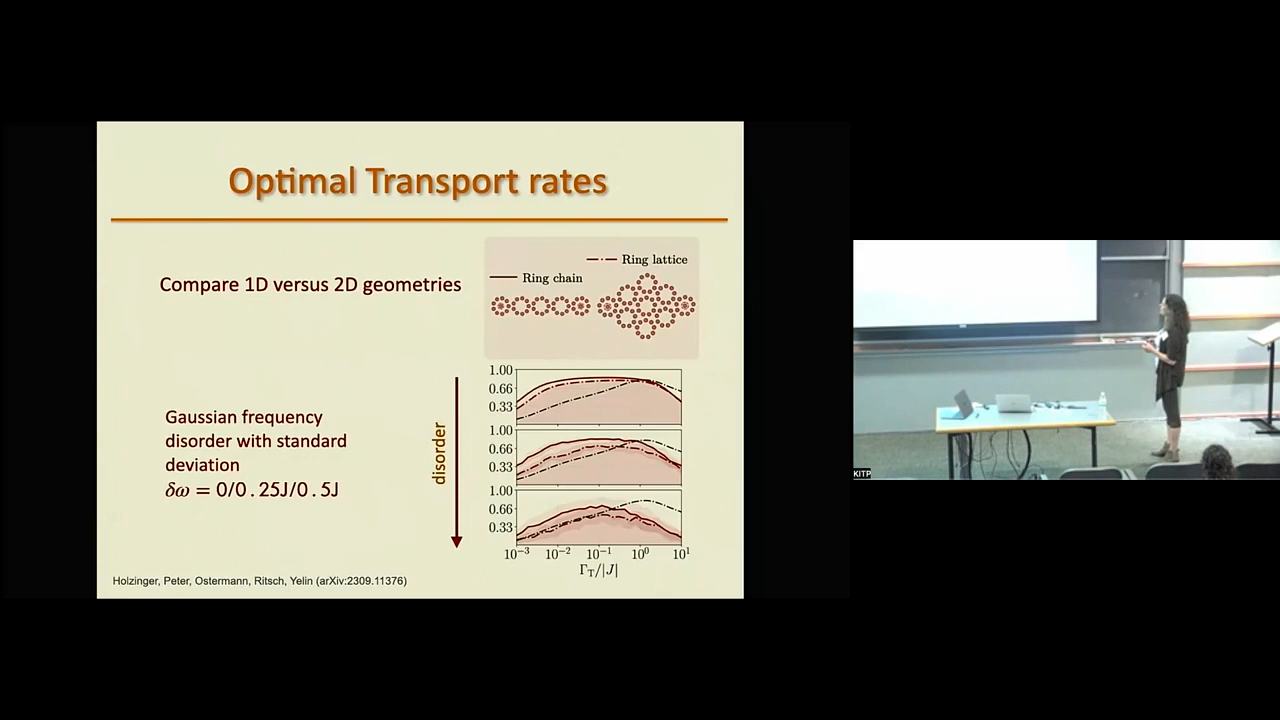 Optimal Transport rates
Compare 1D versus 2D geometries
Ring lattice
Ring chain
Gaussian frequency
disorder with standard
deviation
δω = 0/0.25J/0.5J
disorder
1.00
0.66
0.33
1.00
0.66
0.33
1.00
0.66
0.33
10⁻³ 10⁻² 10⁻¹ 10⁰ 10¹
Γ_T/|J|
Holzinger, Peter, Ostermann, Ritsch, Yelin (arXiv:2309.11376)
KITP